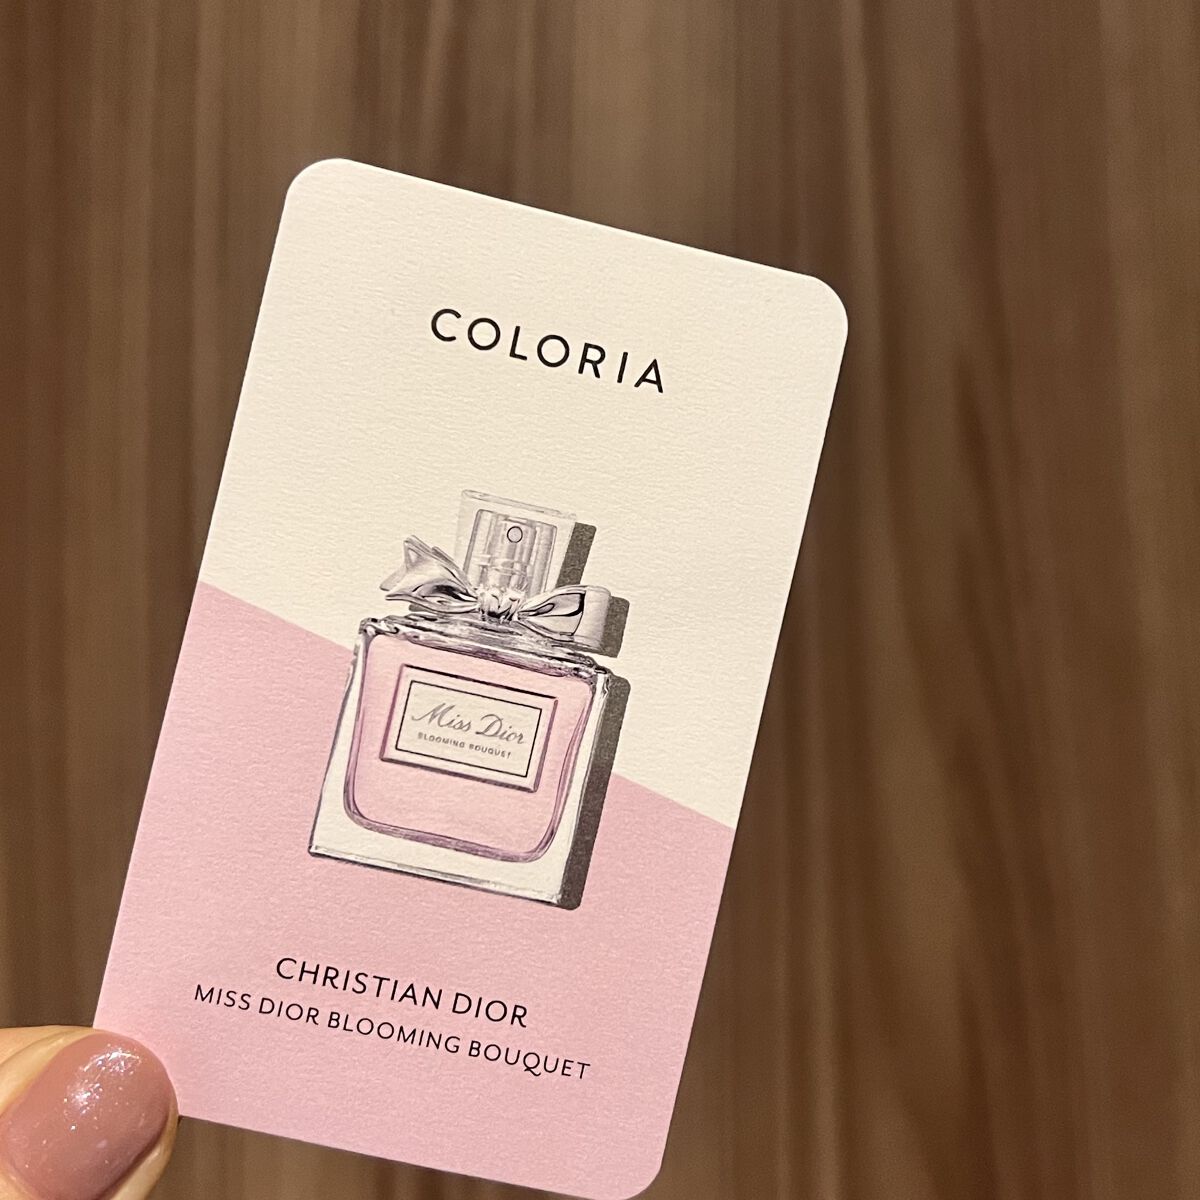 COLORIA
Miss Dior
BLOOMING BOUQUET
CHRISTIAN DIOR
MISS DIOR BLOOMING BOUQUET